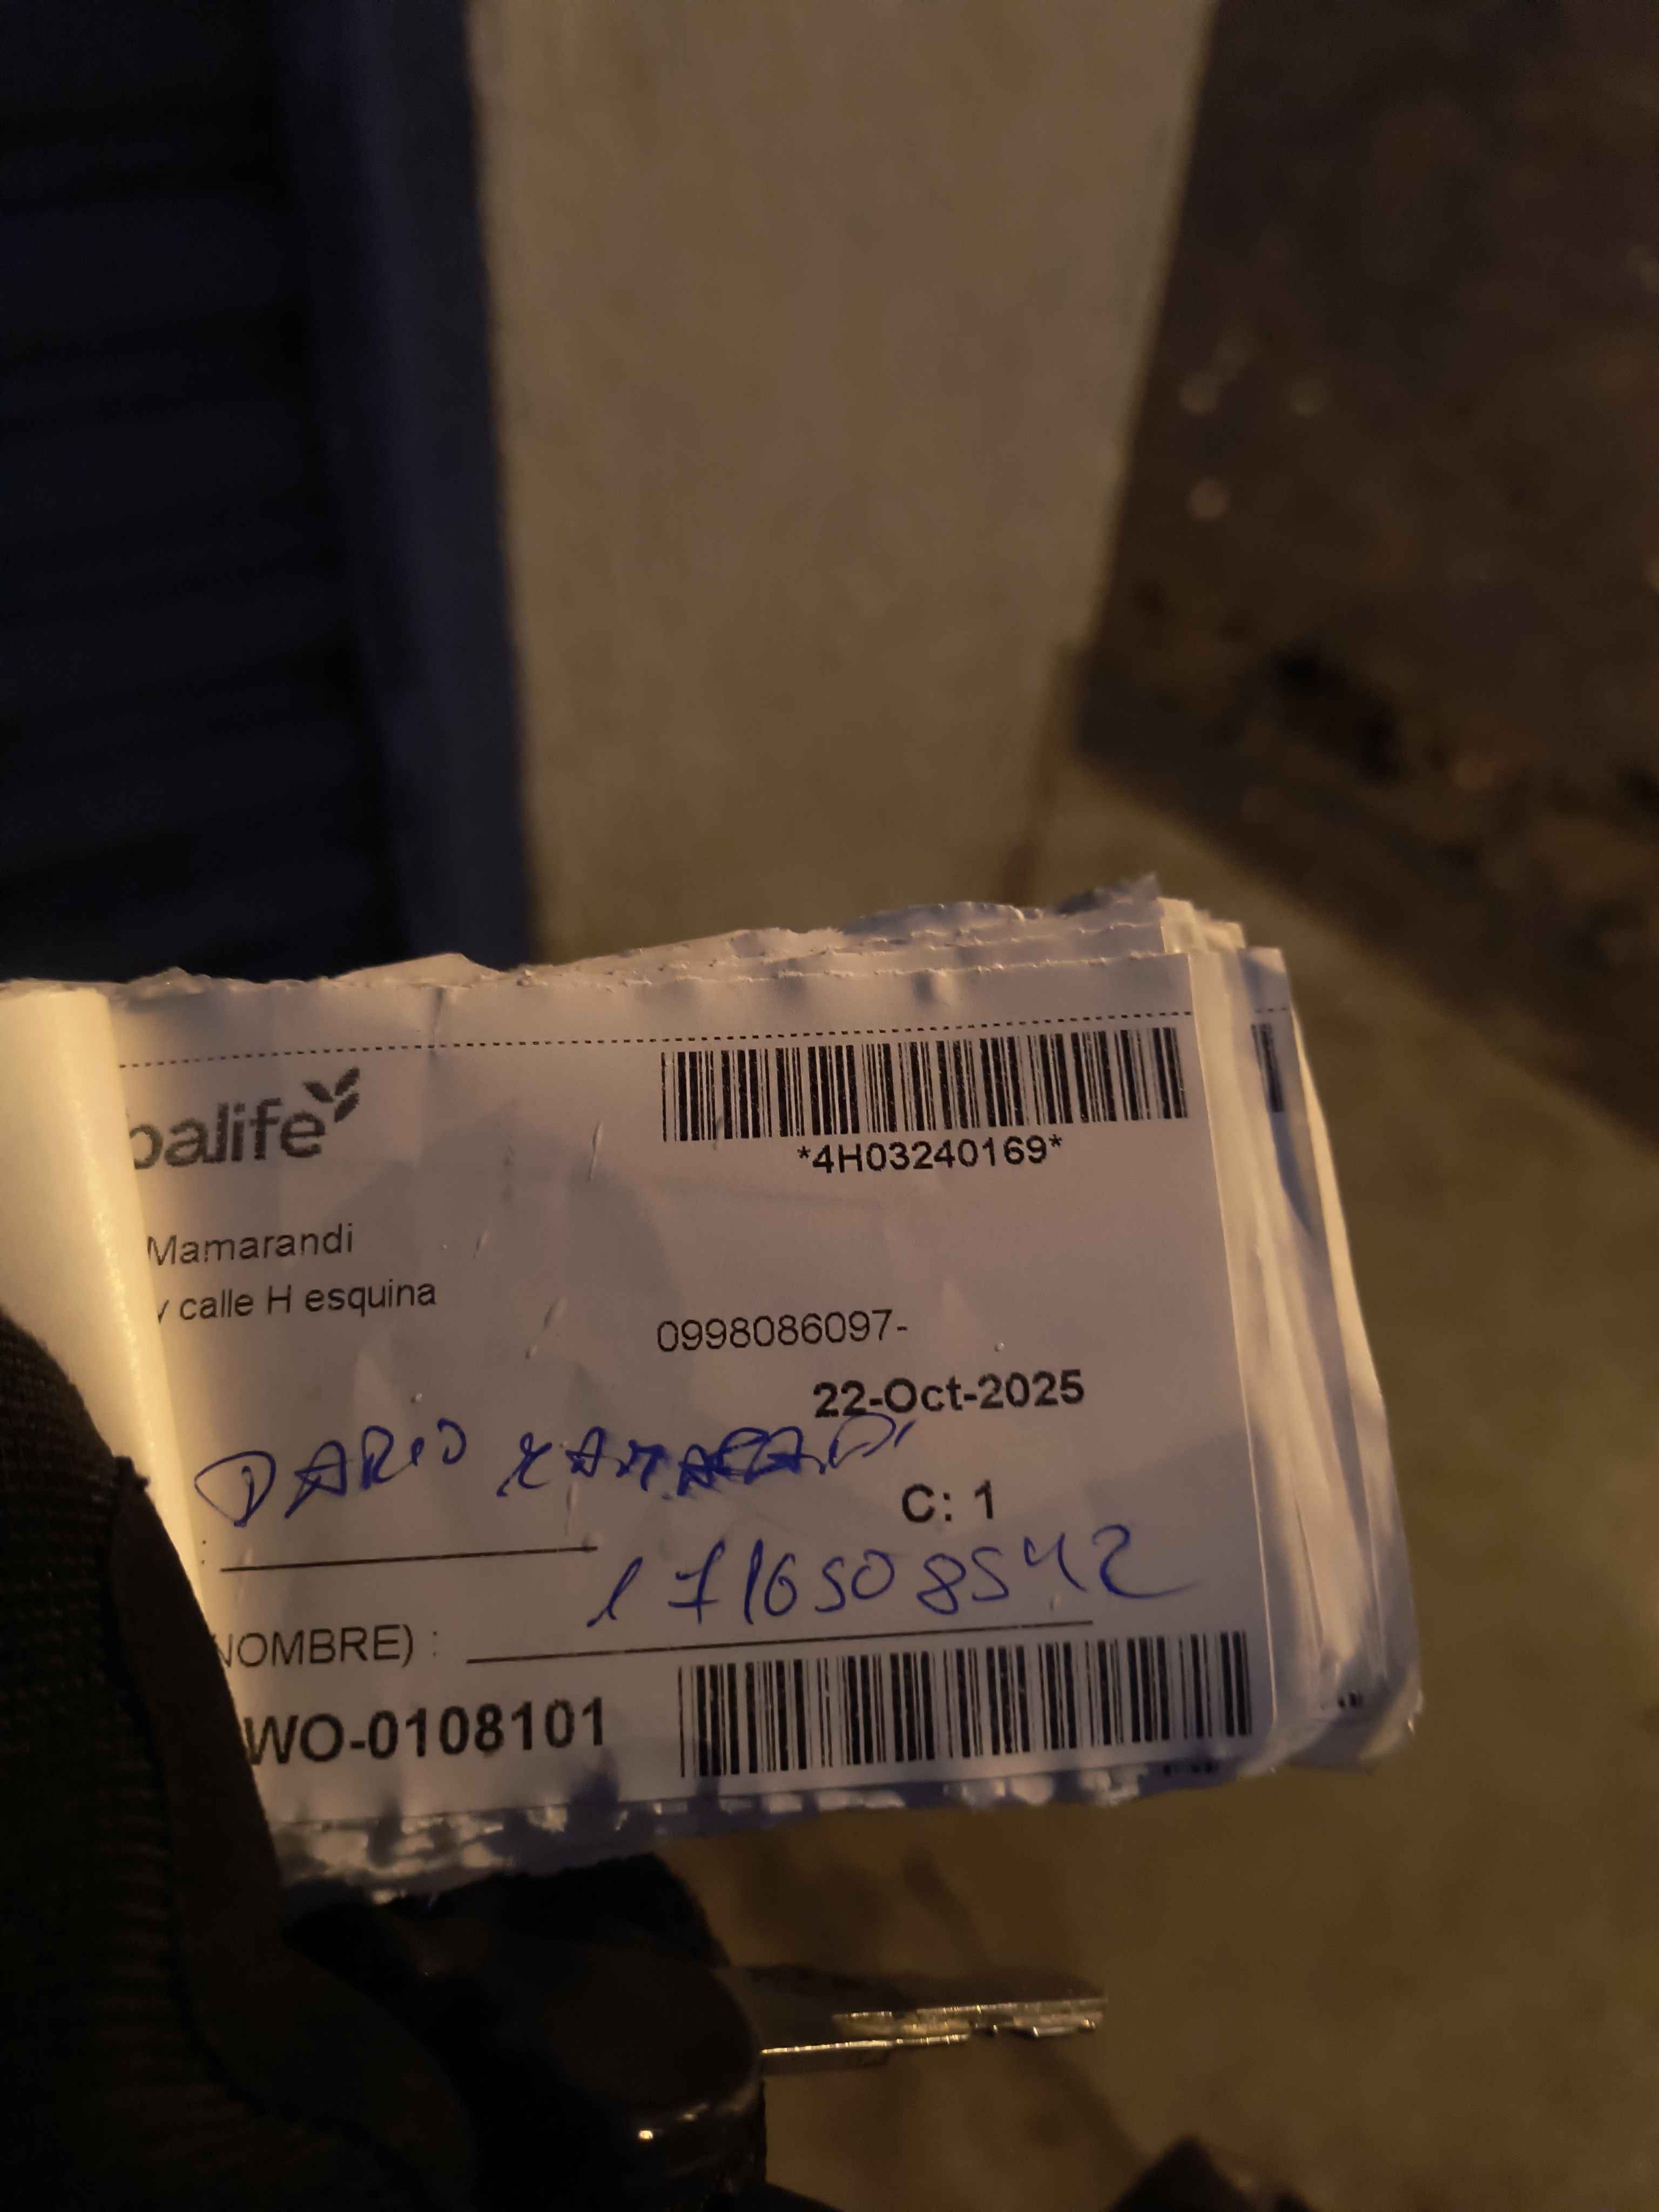 balife
*4H03240169*
Mamarandi
y calle H esquina
0998086097-
22-Oct-2025
DARIO
C: 1
:
1716508542
NOMBRE) :
WO-0108101